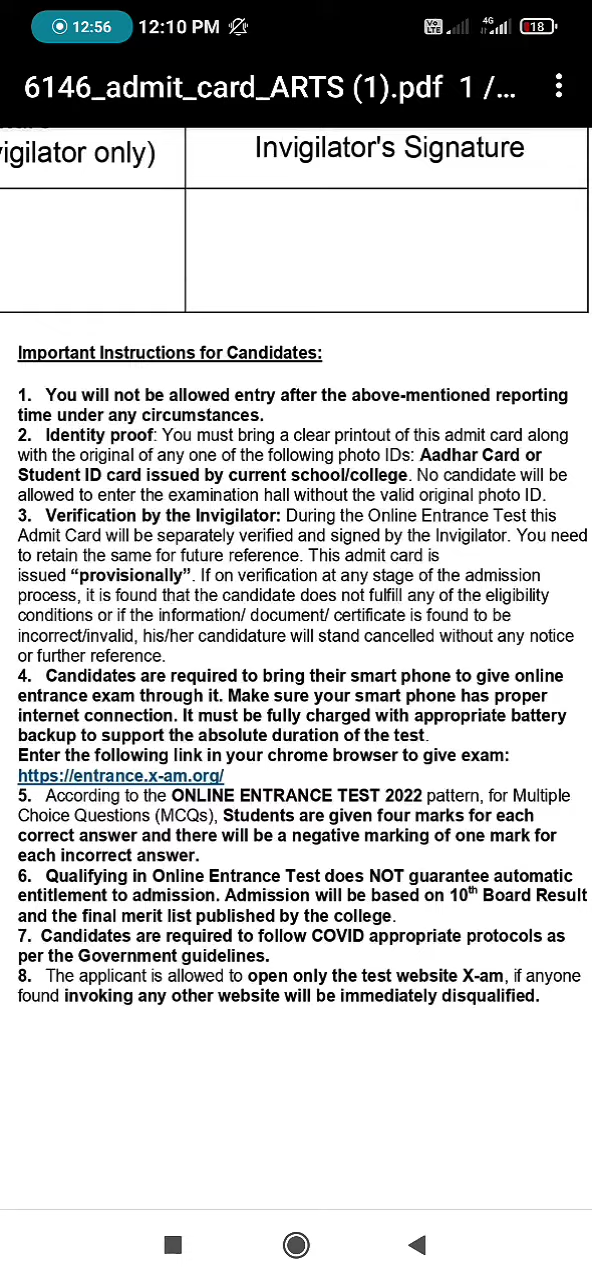 12:56 12:10 PM Vo LTE 4G 18
6146_admit_card_ARTS (1).pdf 1 /...
igilator only) Invigilator's Signature
Important Instructions for Candidates:
1. You will not be allowed entry after the above-mentioned reporting
time under any circumstances.
2. Identity proof: You must bring a clear printout of this admit card along
with the original of any one of the following photo IDs: Aadhar Card or
Student ID card issued by current school/college. No candidate will be
allowed to enter the examination hall without the valid original photo ID.
3. Verification by the Invigilator: During the Online Entrance Test this
Admit Card will be separately verified and signed by the Invigilator. You need
to retain the same for future reference. This admit card is
issued “provisionally”. If on verification at any stage of the admission
process, it is found that the candidate does not fulfill any of the eligibility
conditions or if the information/ document/ certificate is found to be
incorrect/invalid, his/her candidature will stand cancelled without any notice
or further reference.
4. Candidates are required to bring their smart phone to give online
entrance exam through it. Make sure your smart phone has proper
internet connection. It must be fully charged with appropriate battery
backup to support the absolute duration of the test.
Enter the following link in your chrome browser to give exam:
https://entrance.x-am.org/
5. According to the ONLINE ENTRANCE TEST 2022 pattern, for Multiple
Choice Questions (MCQs), Students are given four marks for each
correct answer and there will be a negative marking of one mark for
each incorrect answer.
6. Qualifying in Online Entrance Test does NOT guarantee automatic
entitlement to admission. Admission will be based on 10th Board Result
and the final merit list published by the college.
7. Candidates are required to follow COVID appropriate protocols as
per the Government guidelines.
8. The applicant is allowed to open only the test website X-am, if anyone
found invoking any other website will be immediately disqualified.